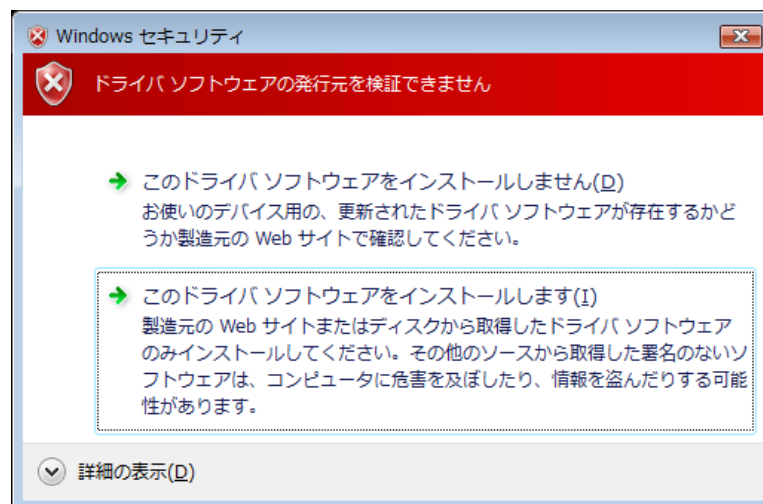 Windows セキュリティ
ドライバ ソフトウェアの発行元を検証できません
このドライバ ソフトウェアをインストールしません(D)
お使いのデバイス用の、更新されたドライバ ソフトウェアが存在するかど
うか製造元の Web サイトで確認してください。
このドライバ ソフトウェアをインストールします(I)
製造元の Web サイトまたはディスクから取得したドライバ ソフトウェア
のみインストールしてください。その他のソースから取得した署名のないソ
フトウェアは、コンピュータに危害を及ぼしたり、情報を盗んだりする可能
性があります。
詳細の表示(D)